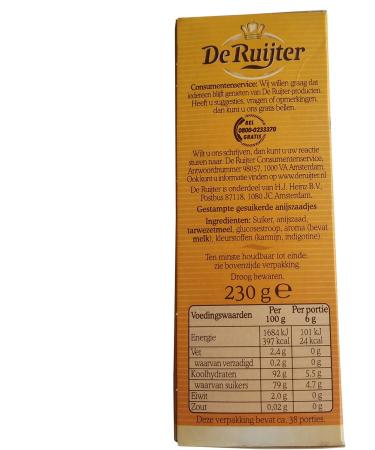 De Ruijter
Consumentenservice: Wij willen graag dat
iedereen blijft genieten van De Ruijter-producten.
Heeft u suggesties, vragen of opmerkingen,
dan kunt u ons gratis bellen.
BEL
0800-0233370
GRATIS
Wilt u ons schrijven, dan kunt u uw reactie
sturen naar: De Ruijter Consumentenservice,
Antwoordnummer 98057, 1000 VA Amsterdam.
Ook kunt u informatie vinden op www.deruijter.nl
De Ruijter is onderdeel van H.J. Heinz B.V.,
Postbus 87118, 1080 JC Amsterdam.
Gestampte gesuikerde anijszaadjes
Ingrediënten: Suiker, anijszaad,
tarwezetmeel, glucosestroop, aroma (bevat
melk), kleurstoffen (karmijn, indigotine).
Ten minste houdbaar tot einde:
zie bovenzijde verpakking.
Droog bewaren.
230 g e
Voedingswaarden Per 100 g Per portie 6 g
Energie 1684 kJ 397 kcal 101 kJ 24 kcal
Vet 2,4 g 0 g
waarvan verzadigd 0,2 g 0 g
Koolhydraten 92 g 5,5 g
waarvan suikers 79 g 4,7 g
Eiwit 2,0 g 0 g
Zout 0,02 g 0 g
Deze verpakking bevat ca. 38 porties.